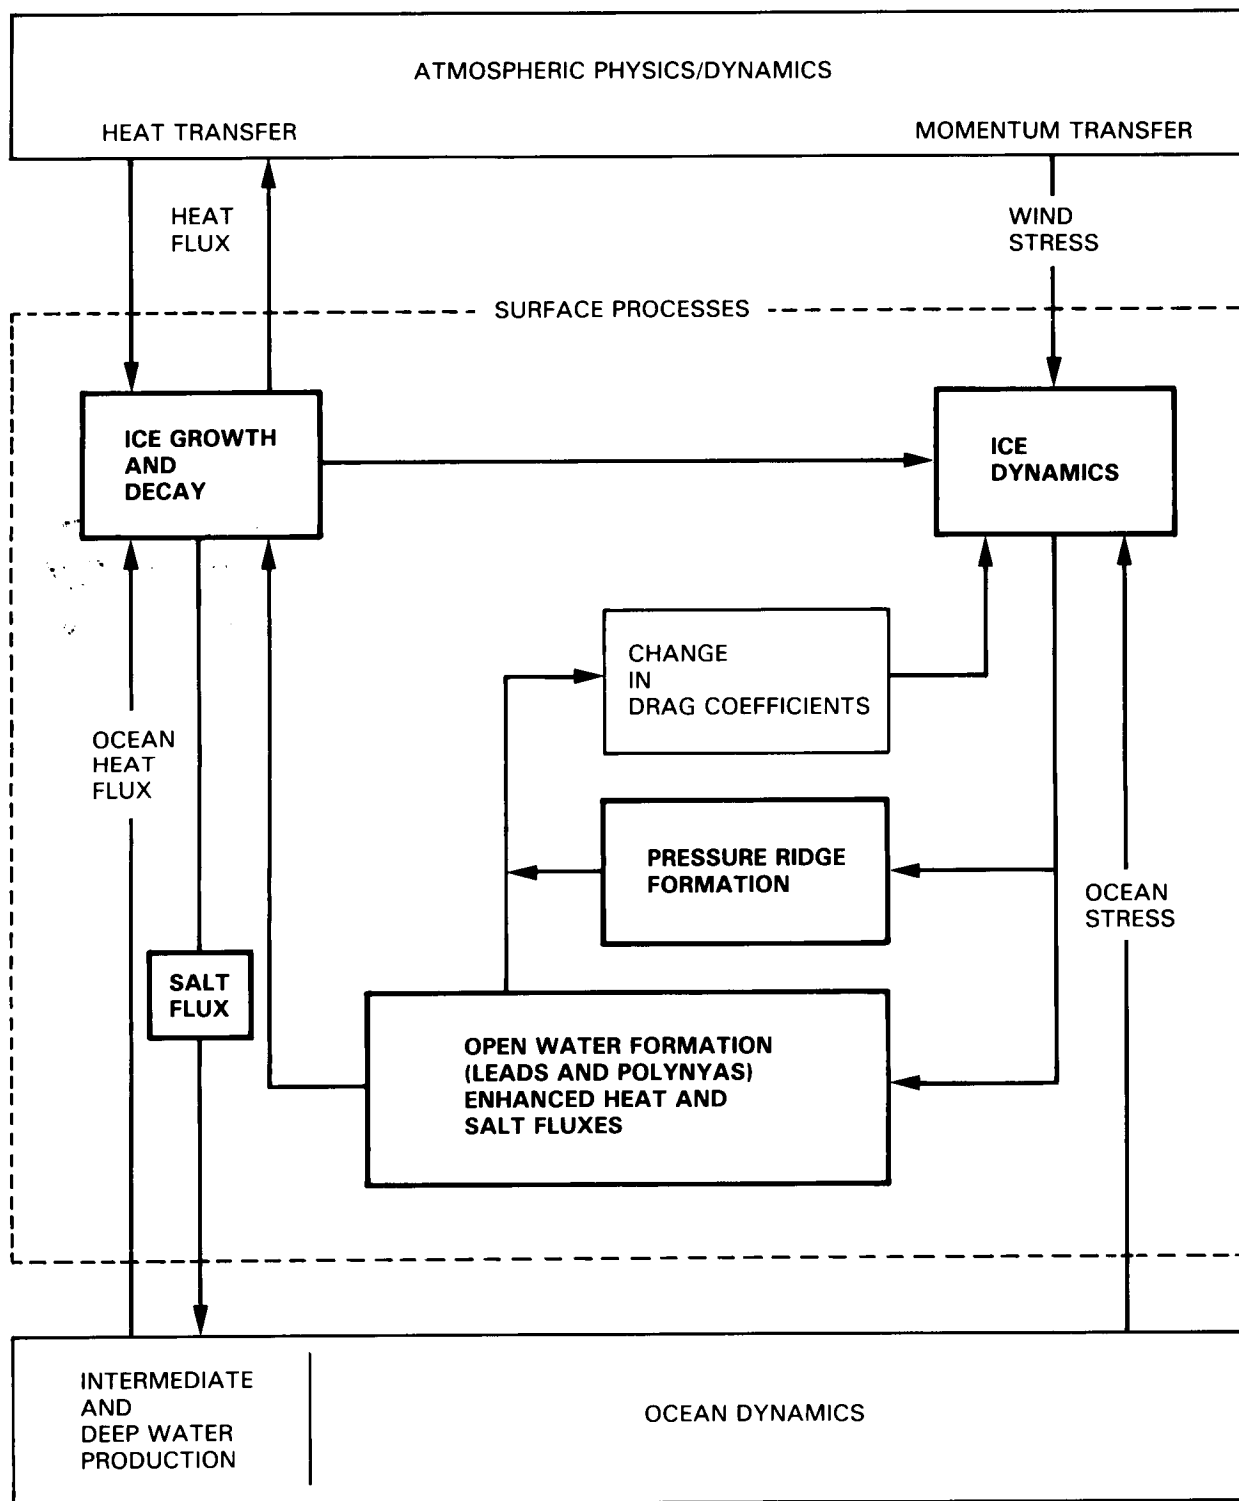 ATMOSPHERIC PHYSICS/DYNAMICS
HEAT TRANSFER
MOMENTUM TRANSFER
HEAT
FLUX
WIND
STRESS
SURFACE PROCESSES
ICE GROWTH
AND
DECAY
ICE
DYNAMICS
CHANGE
IN
DRAG COEFFICIENTS
OCEAN
HEAT
FLUX
PRESSURE RIDGE
FORMATION
OCEAN
STRESS
SALT
FLUX
OPEN WATER FORMATION
(LEADS AND POLYNYAS)
ENHANCED HEAT AND
SALT FLUXES
INTERMEDIATE
AND
DEEP WATER
PRODUCTION
OCEAN DYNAMICS